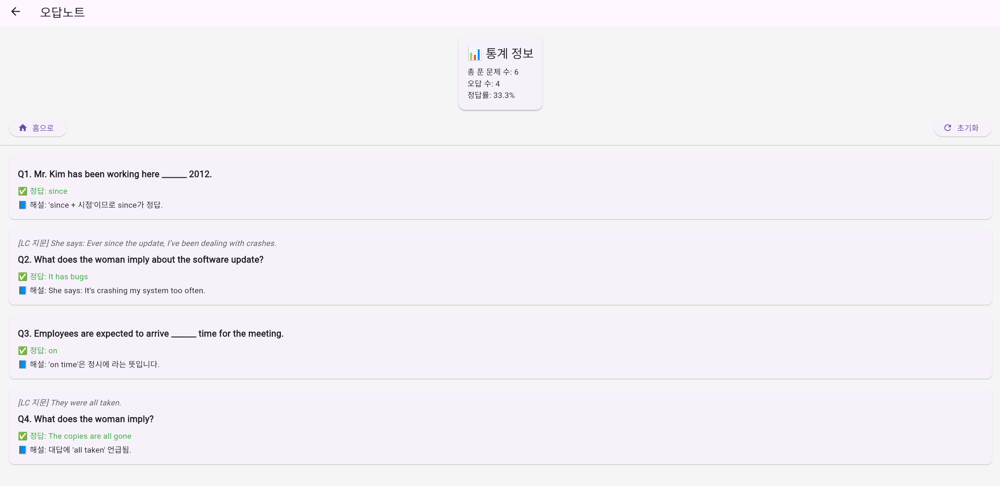 오답노트
📊 통계 정보
총 푼 문제 수: 6
오답 수: 4
정답률: 33.3%
홈으로
초기화
Q1. Mr. Kim has been working here ______ 2012.
✅ 정답: since
📘 해설: 'since + 시점'이므로 since가 정답.
[LC 지문] She says: Ever since the update, I’ve been dealing with crashes.
Q2. What does the woman imply about the software update?
✅ 정답: It has bugs
📘 해설: She says: It’s crashing my system too often.
Q3. Employees are expected to arrive ______ time for the meeting.
✅ 정답: on
📘 해설: 'on time'은 정시에 라는 뜻입니다.
[LC 지문] They were all taken.
Q4. What does the woman imply?
✅ 정답: The copies are all gone
📘 해설: 대답에 'all taken' 언급됨.